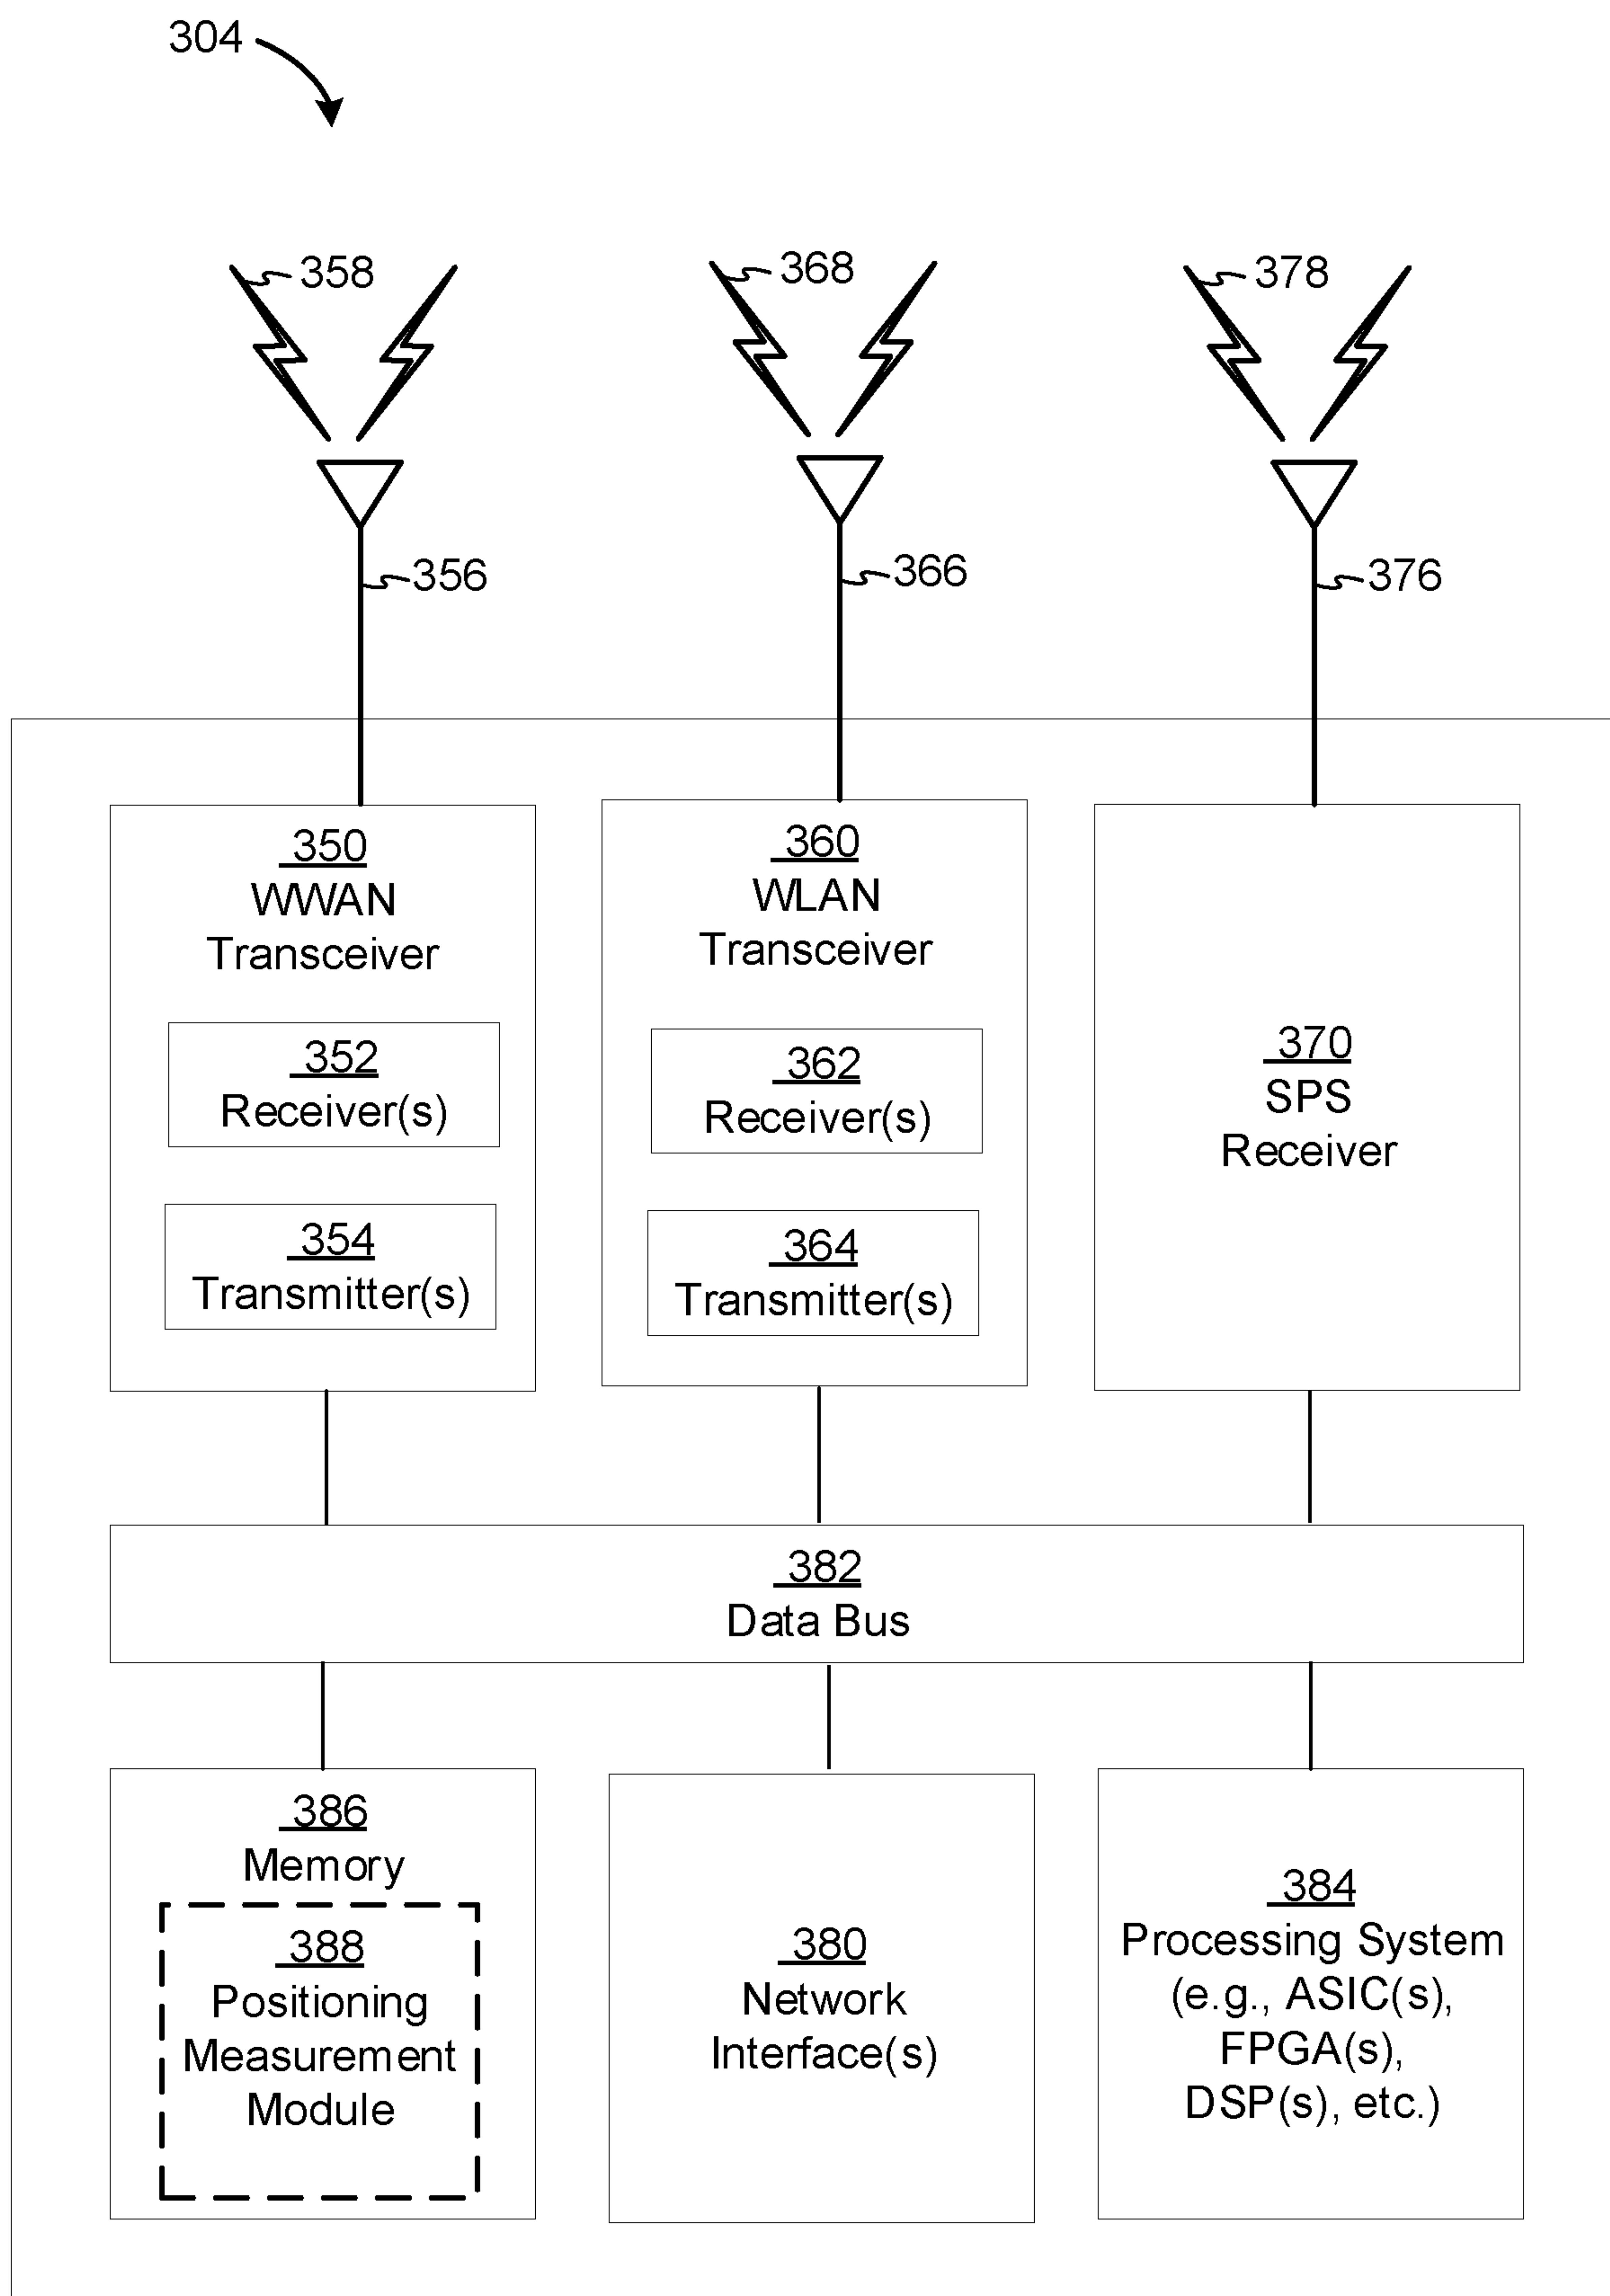 304
358
368
378
356
366
376
350
WWAN
Transceiver
352
Receiver(s)
354
Transmitter(s)
360
WLAN
Transceiver
362
Receiver(s)
364
Transmitter(s)
370
SPS
Receiver
382
Data Bus
386
Memory
388
Positioning
Measurement
Module
380
Network
Interface(s)
384
Processing System
(e.g., ASIC(s),
FPGA(s),
DSP(s), etc.)